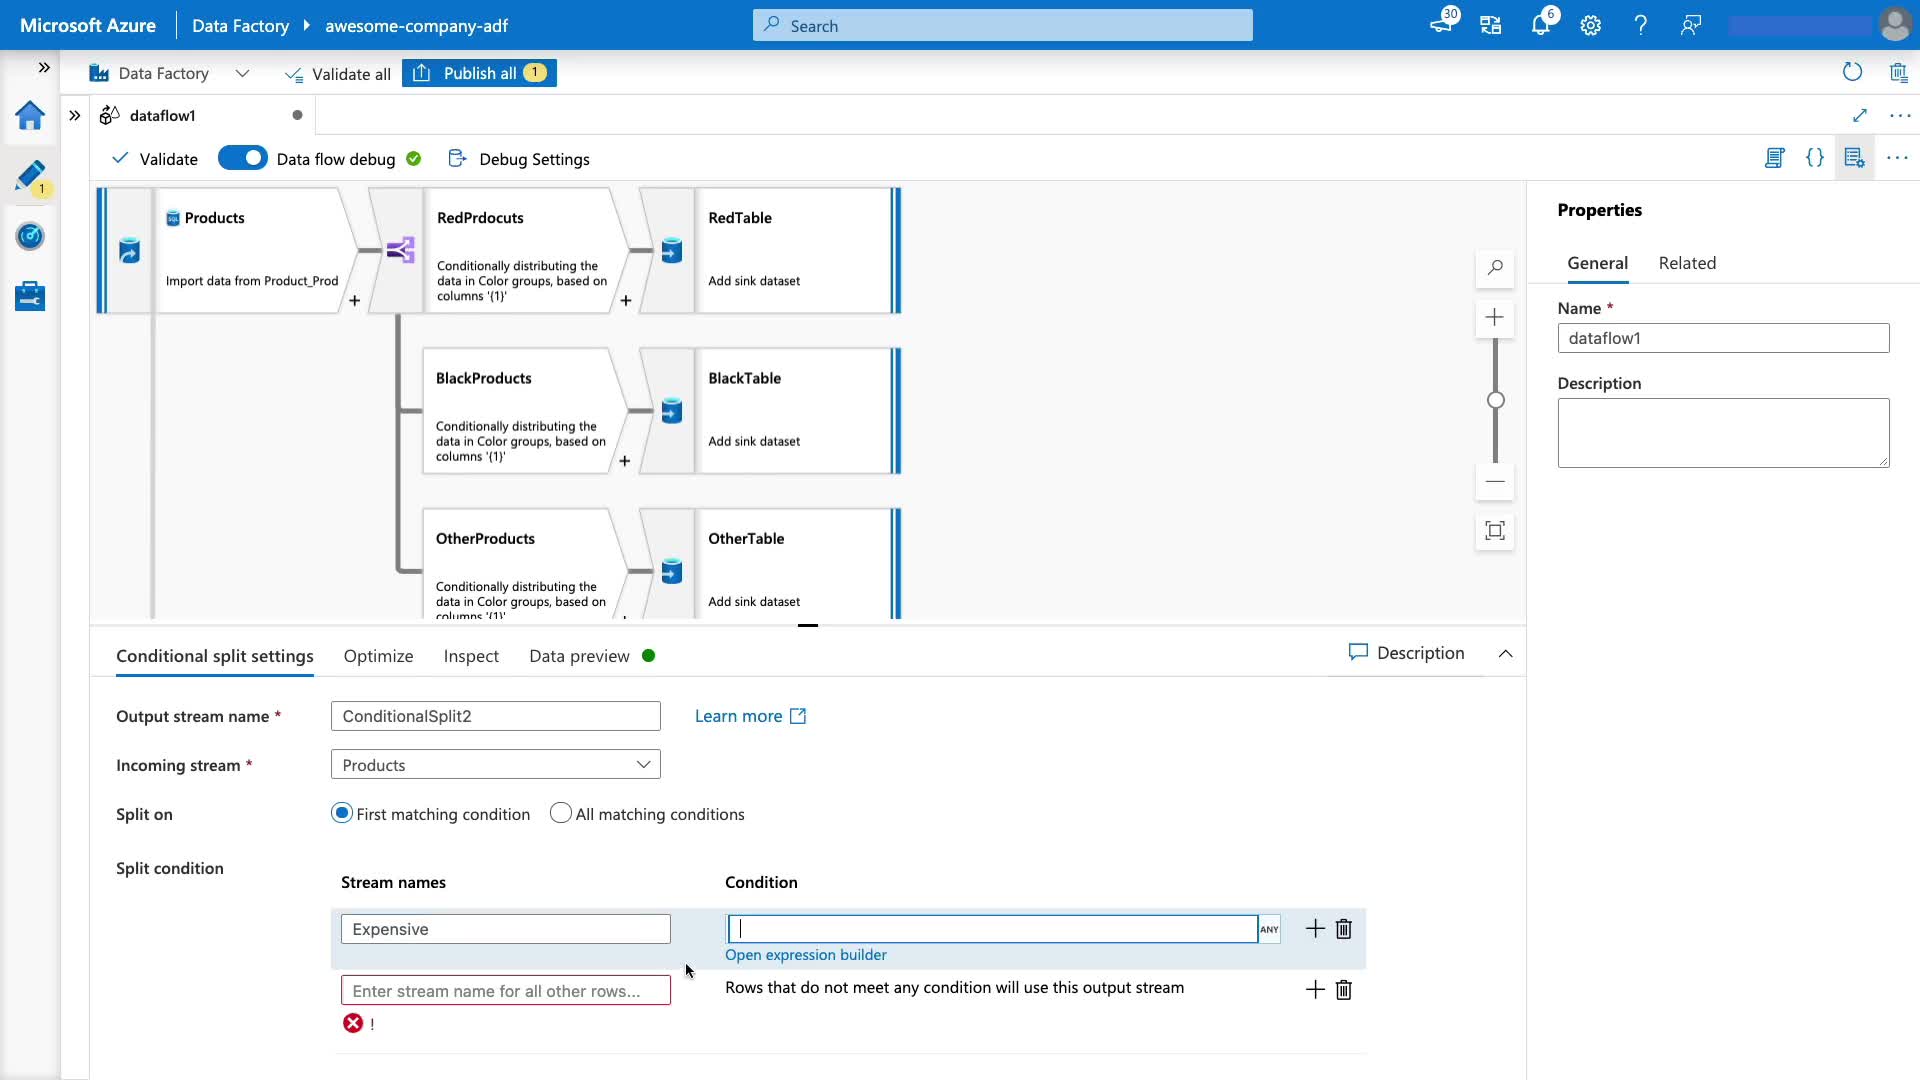 Microsoft Azure
Data Factory
awesome-company-adf
Search
30
6
Data Factory
Validate all
Publish all 1
1
dataflow1
Validate
Data flow debug
Debug Settings
Products
Import data from Product_Prod
RedPrdocuts
Conditionally distributing the
data in Color groups, based on
columns '{1}'
RedTable
Add sink dataset
BlackProducts
Conditionally distributing the
data in Color groups, based on
columns '{1}'
BlackTable
Add sink dataset
OtherProducts
Conditionally distributing the
data in Color groups, based on
columns '{1}'
OtherTable
Add sink dataset
Properties
General
Related
Name *
dataflow1
Description
Conditional split settings
Optimize
Inspect
Data preview
Description
Output stream name *
ConditionalSplit2
Learn more
Incoming stream *
Products
Split on
First matching condition
All matching conditions
Split condition
Stream names
Condition
Expensive
ANY
Open expression builder
Enter stream name for all other rows...
Rows that do not meet any condition will use this output stream
!